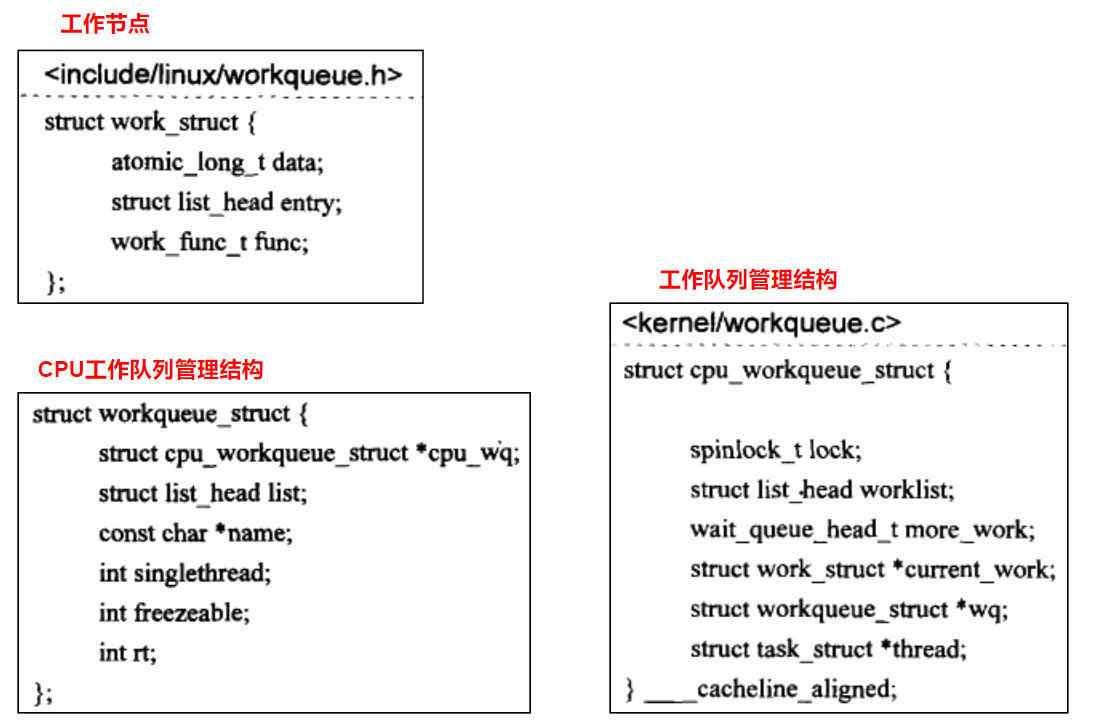 工作节点
<include/linux/workqueue.h>
struct work_struct {
atomic_long_t data;
struct list_head entry;
work_func_t func;
};
CPU工作队列管理结构
struct workqueue_struct {
struct cpu_workqueue_struct *cpu_wq;
struct list_head list;
const char *name;
int singlethread;
int freezeable;
int rt;
};
工作队列管理结构
<kernel/workqueue.c>
struct cpu_workqueue_struct {
spinlock_t lock;
struct list_head worklist;
wait_queue_head_t more_work;
struct work_struct *current_work;
struct workqueue_struct *wq;
struct task_struct *thread;
} ____cacheline_aligned;